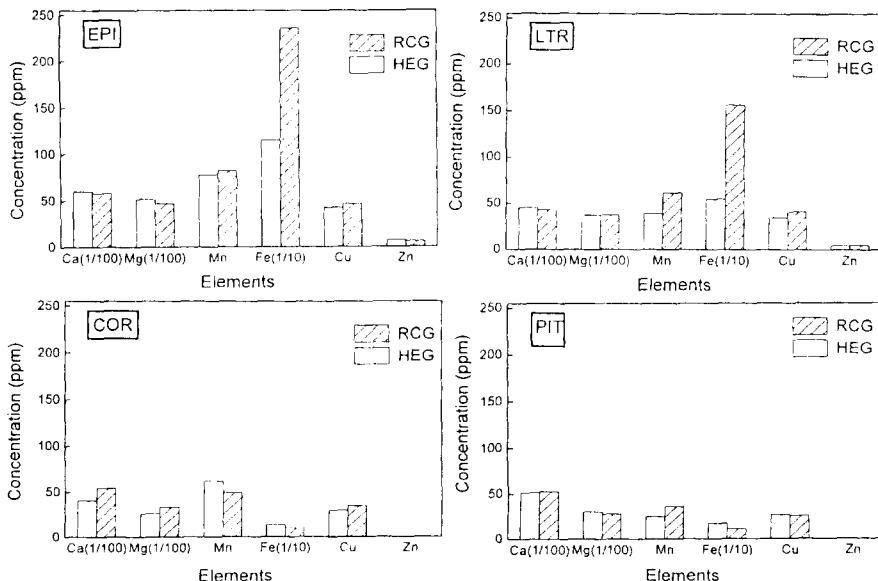 EPI
RCG
HEG
Concentration (ppm)
250
200
150
100
50
0
Ca(1/100) Mg(1/100) Mn Fe(1/10) Cu Zn
Elements
LTR
RCG
HEG
Concentration (ppm)
250
200
150
100
50
0
Ca(1/100) Mg(1/100) Mn Fe(1/10) Cu Zn
Elements
COR
RCG
HEG
Concentration (ppm)
250
200
150
100
50
0
Ca(1/100) Mg(1/100) Mn Fe(1/10) Cu Zn
Elements
PIT
RCG
HEG
Concentration (ppm)
250
200
150
100
50
0
Ca(1/100) Mg(1/100) Mn Fe(1/10) Cu Zn
Elements